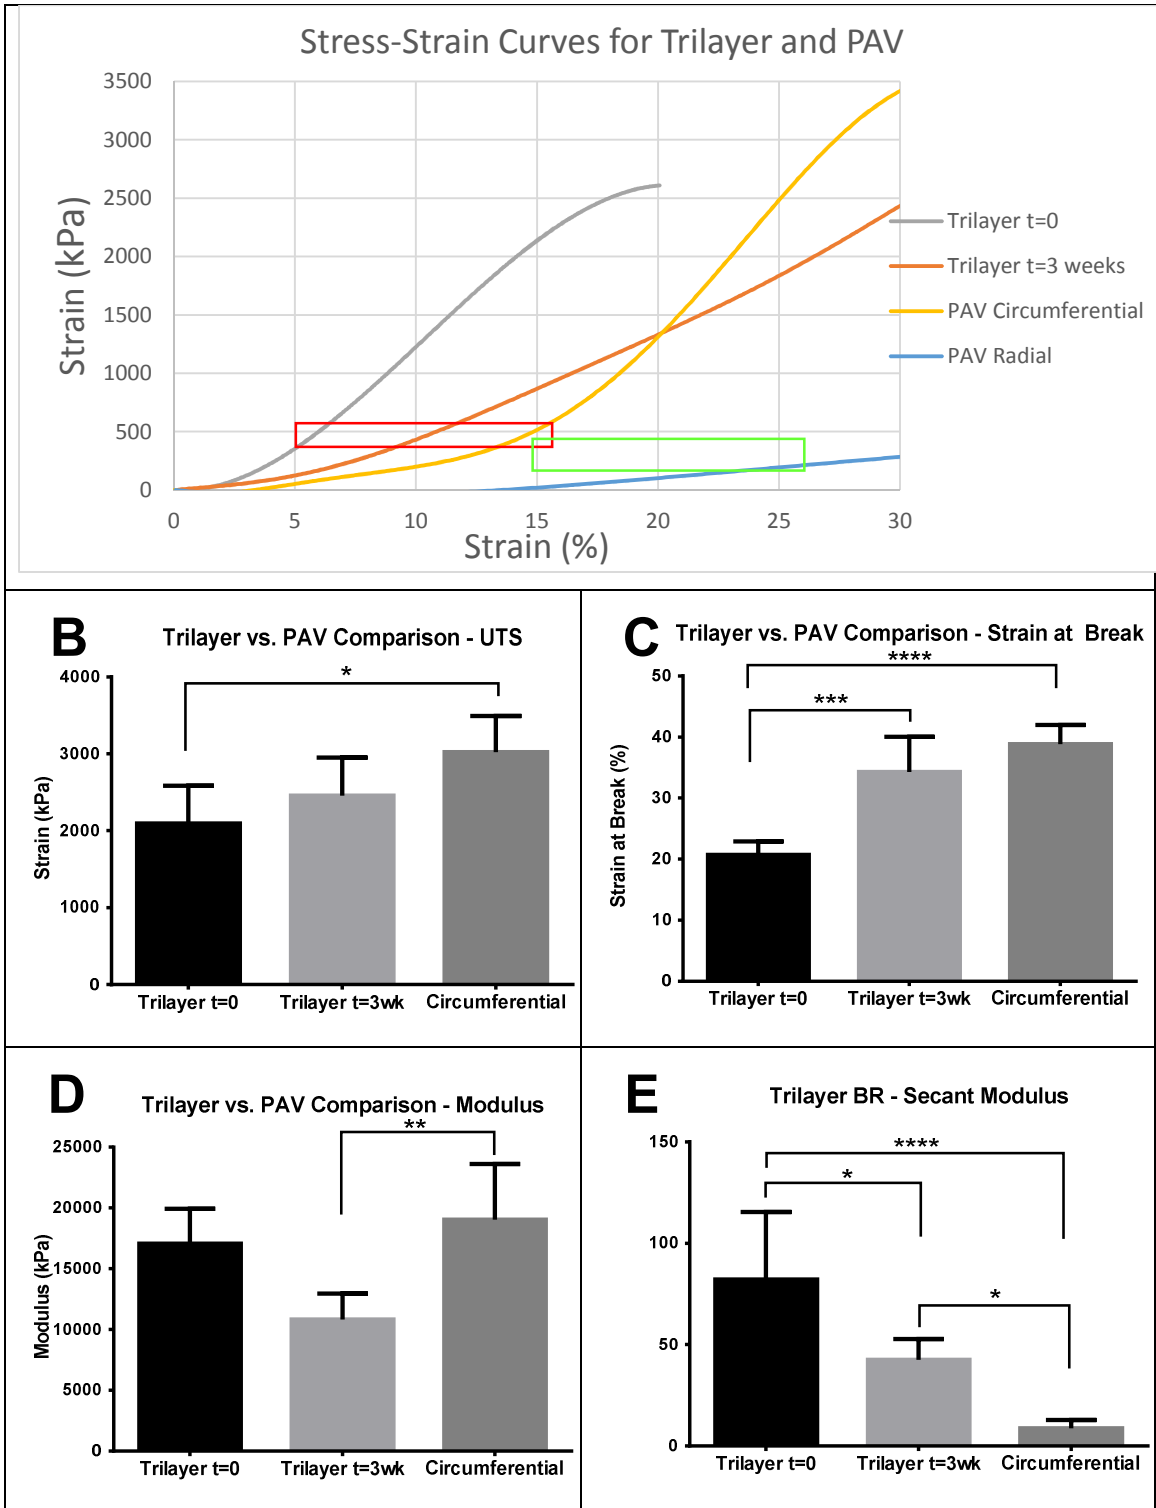 Stress-Strain Curves for Trilayer and PAV
Strain (kPa)
3500
3000
2500
2000
1500
1000
500
0
0 5 10 15 20 25 30
Strain (%)
Trilayer t=0
Trilayer t=3 weeks
PAV Circumferential
PAV Radial
B
Trilayer vs. PAV Comparison - UTS
*
Strain (kPa)
4000
3000
2000
1000
0
Trilayer t=0 Trilayer t=3wk Circumferential
C
Trilayer vs. PAV Comparison - Strain at Break
****
***
Strain at Break (%)
50
40
30
20
10
0
Trilayer t=0 Trilayer t=3wk Circumferential
D
Trilayer vs. PAV Comparison - Modulus
**
Modulus (kPa)
25000
20000
15000
10000
5000
0
Trilayer t=0 Trilayer t=3wk Circumferential
E
Trilayer BR - Secant Modulus
****
*
*
150
100
50
0
Trilayer t=0 Trilayer t=3wk Circumferential